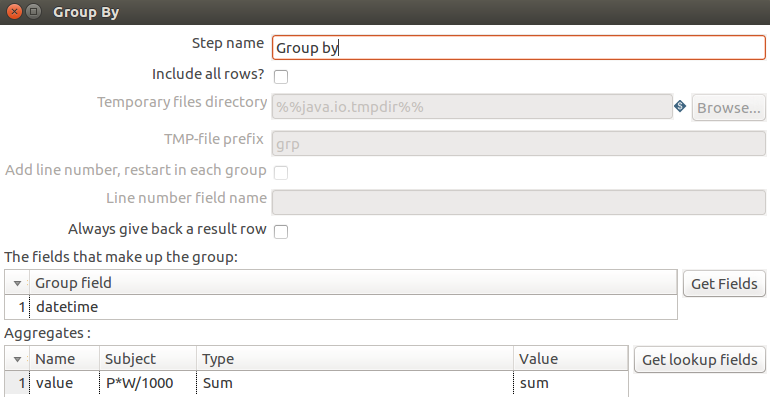 Group By
Step name Group by
Include all rows?
Temporary files directory %%java.io.tmpdir%% Browse...
TMP-file prefix grp
Add line number, restart in each group
Line number field name
Always give back a result row
The fields that make up the group:
Group field Get Fields
1 datetime
Aggregates :
Name Subject Type Value Get lookup fields
1 value P*W/1000 Sum sum